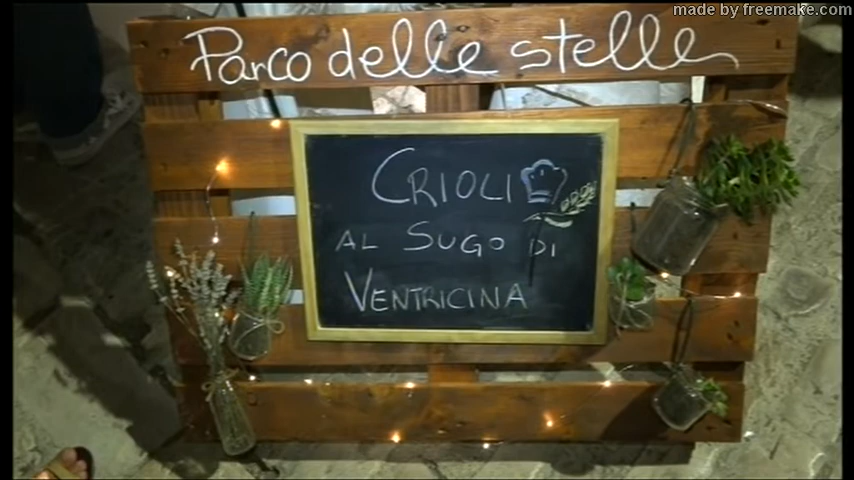 made by freemake.com
Parco delle stelle
CRIOLI
AL SUGO DI
VENTRICINA